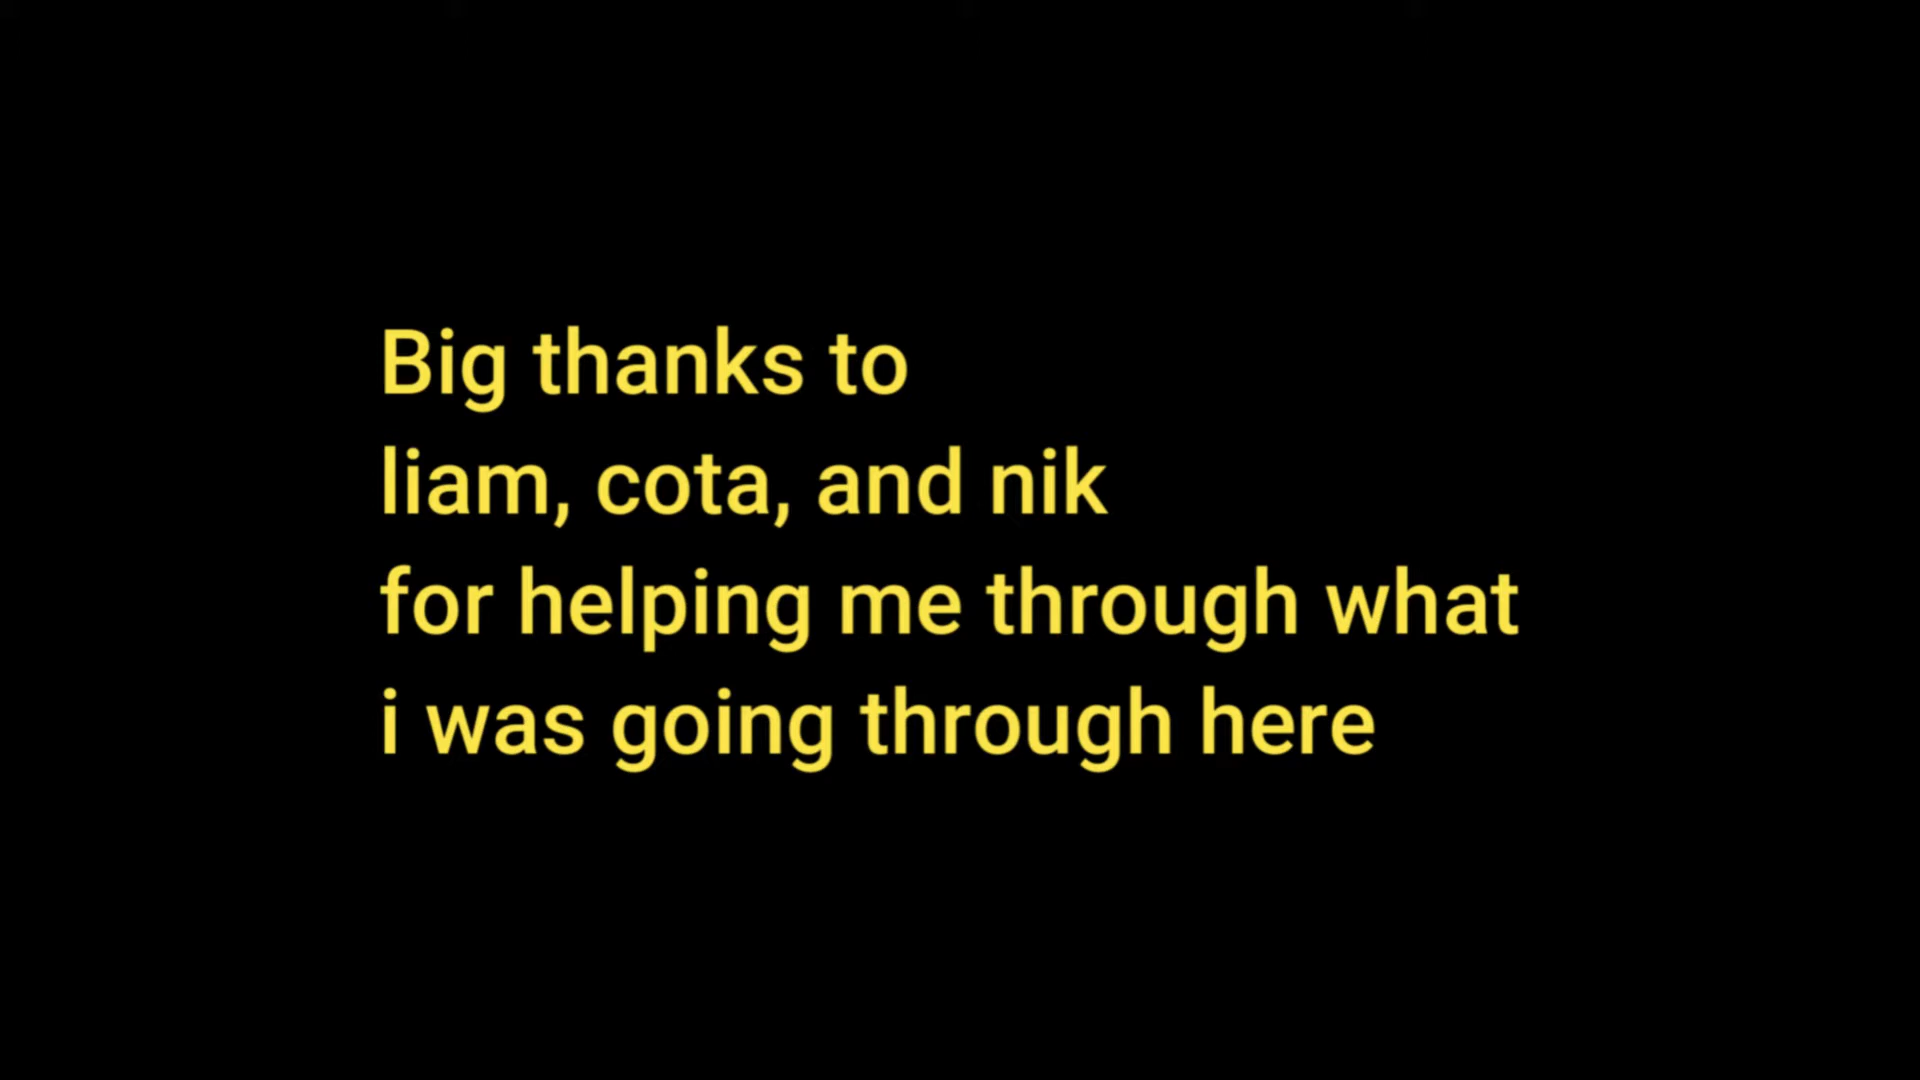 Big thanks to
liam, cota, and nik
for helping me through what
i was going through here